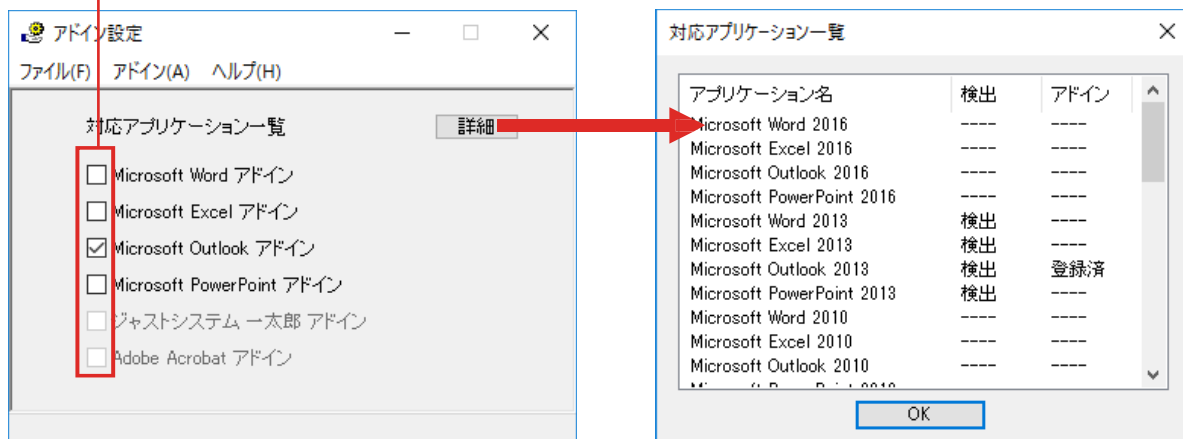 アドイン設定
ファイル(F) アドイン(A) ヘルプ(H)
対応アプリケーション一覧 詳細
Microsoft Word アドイン
Microsoft Excel アドイン
Microsoft Outlook アドイン
Microsoft PowerPoint アドイン
ジャストシステム 一太郎 アドイン
Adobe Acrobat アドイン
対応アプリケーション一覧
アプリケーション名 検出 アドイン
Microsoft Word 2016 ---- ----
Microsoft Excel 2016 ---- ----
Microsoft Outlook 2016 ---- ----
Microsoft PowerPoint 2016 ---- ----
Microsoft Word 2013 検出 ----
Microsoft Excel 2013 検出 ----
Microsoft Outlook 2013 検出 登録済
Microsoft PowerPoint 2013 検出 ----
Microsoft Word 2010 ---- ----
Microsoft Excel 2010 ---- ----
Microsoft Outlook 2010 ---- ----
OK